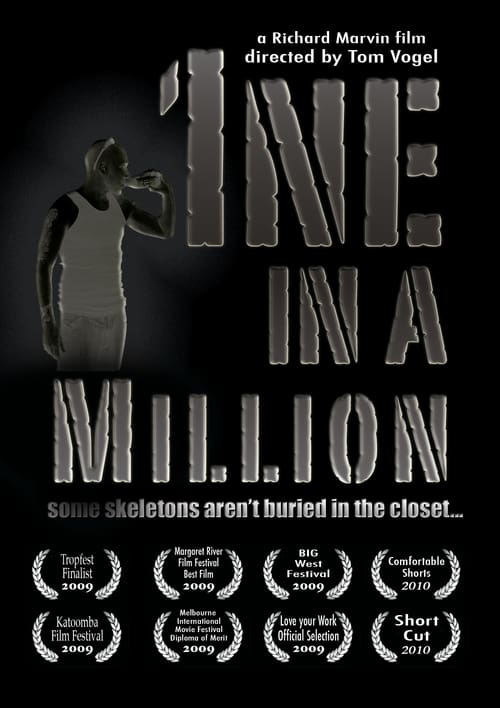 a Richard Marvin film
directed by Tom Vogel
'1NE
IN A
MILLION
some skeletons aren't buried in the closet...
Tropfest
Finalist
2009
Margaret River
Film Festival
Best Film
2009
BIG
West
Festival
2009
Comfortable
Shorts
2010
Katoomba
Film Festival
2009
Melbourne
International
Movie Festival
Diploma of Merit
2009
Love your Work
Official Selection
2009
Short
Cut
2010